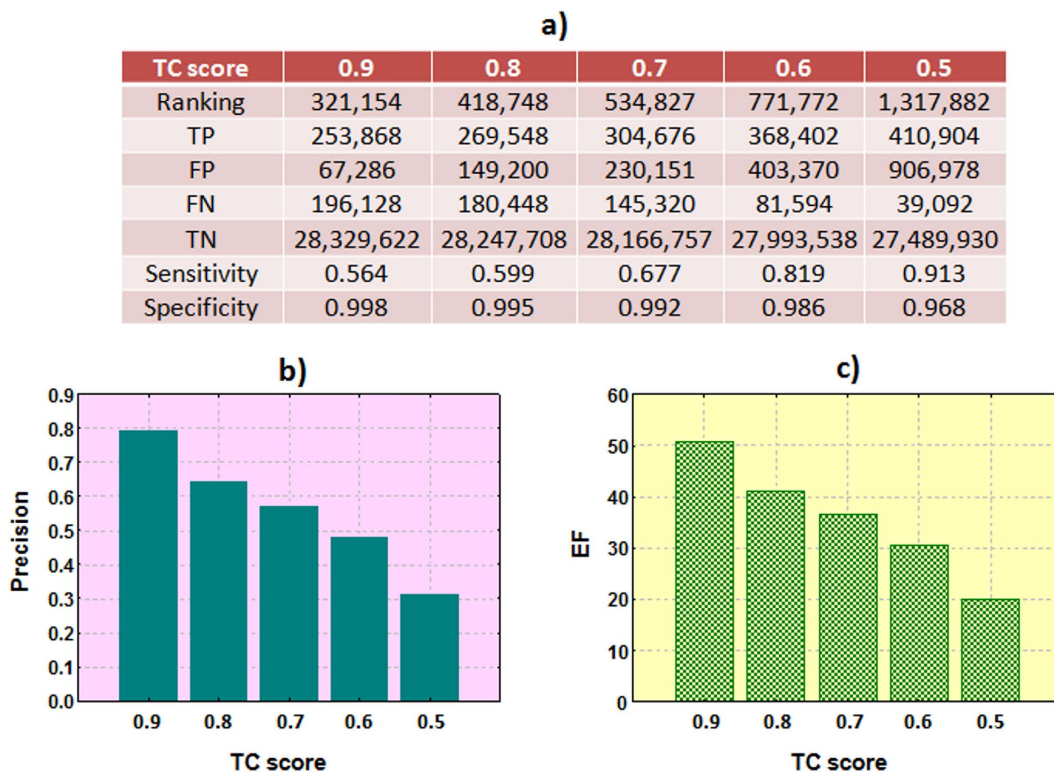 a)
TC score 0.9 0.8 0.7 0.6 0.5
Ranking 321,154 418,748 534,827 771,772 1,317,882
TP 253,868 269,548 304,676 368,402 410,904
FP 67,286 149,200 230,151 403,370 906,978
FN 196,128 180,448 145,320 81,594 39,092
TN 28,329,622 28,247,708 28,166,757 27,993,538 27,489,930
Sensitivity 0.564 0.599 0.677 0.819 0.913
Specificity 0.998 0.995 0.992 0.986 0.968
b)
0.9
0.8
0.7
0.6
0.5
0.4
0.3
0.2
0.1
0.0
Precision
0.9 0.8 0.7 0.6 0.5
TC score
c)
60
50
40
30
20
10
0
EF
0.9 0.8 0.7 0.6 0.5
TC score